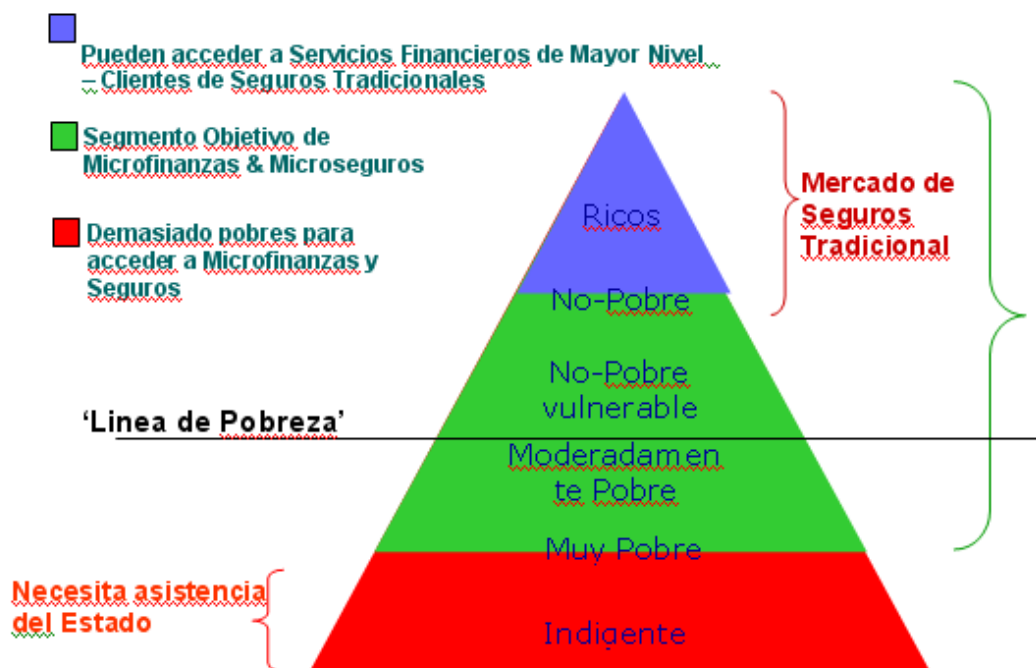 Pueden acceder a Servicios Financieros de Mayor Nivel
– Clientes de Seguros Tradicionales
Segmento Objetivo de
Microfinanzas & Microseguros
Demasiado pobres para
acceder a Microfinanzas y
Seguros
Mercado de
Seguros
Tradicional
Ricos
No-Pobre
No-Pobre
vulnerable
‘Linea de Pobreza’
Moderadamen
te Pobre
Muy Pobre
Necesita asistencia
del Estado
Indigente